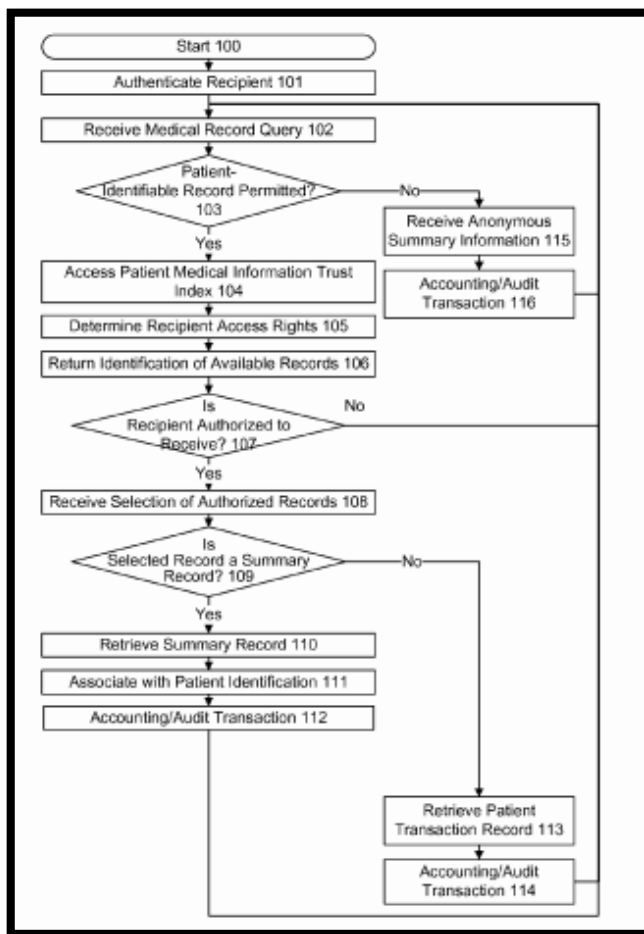 Start 100
Authenticate Recipient 101
Receive Medical Record Query 102
Patient-
Identifiable Record Permitted?
103
No
Receive Anonymous
Summary Information 115
Yes
Access Patient Medical Information Trust
Index 104
Accounting/Audit
Transaction 116
Determine Recipient Access Rights 105
Return Identification of Available Records 106
Is
Recipient Authorized to
Receive? 107
No
Yes
Receive Selection of Authorized Records 108
Is
Selected Record a Summary
Record? 109
No
Yes
Retrieve Summary Record 110
Associate with Patient Identification 111
Accounting/Audit Transaction 112
Retrieve Patient
Transaction Record 113
Accounting/Audit
Transaction 114